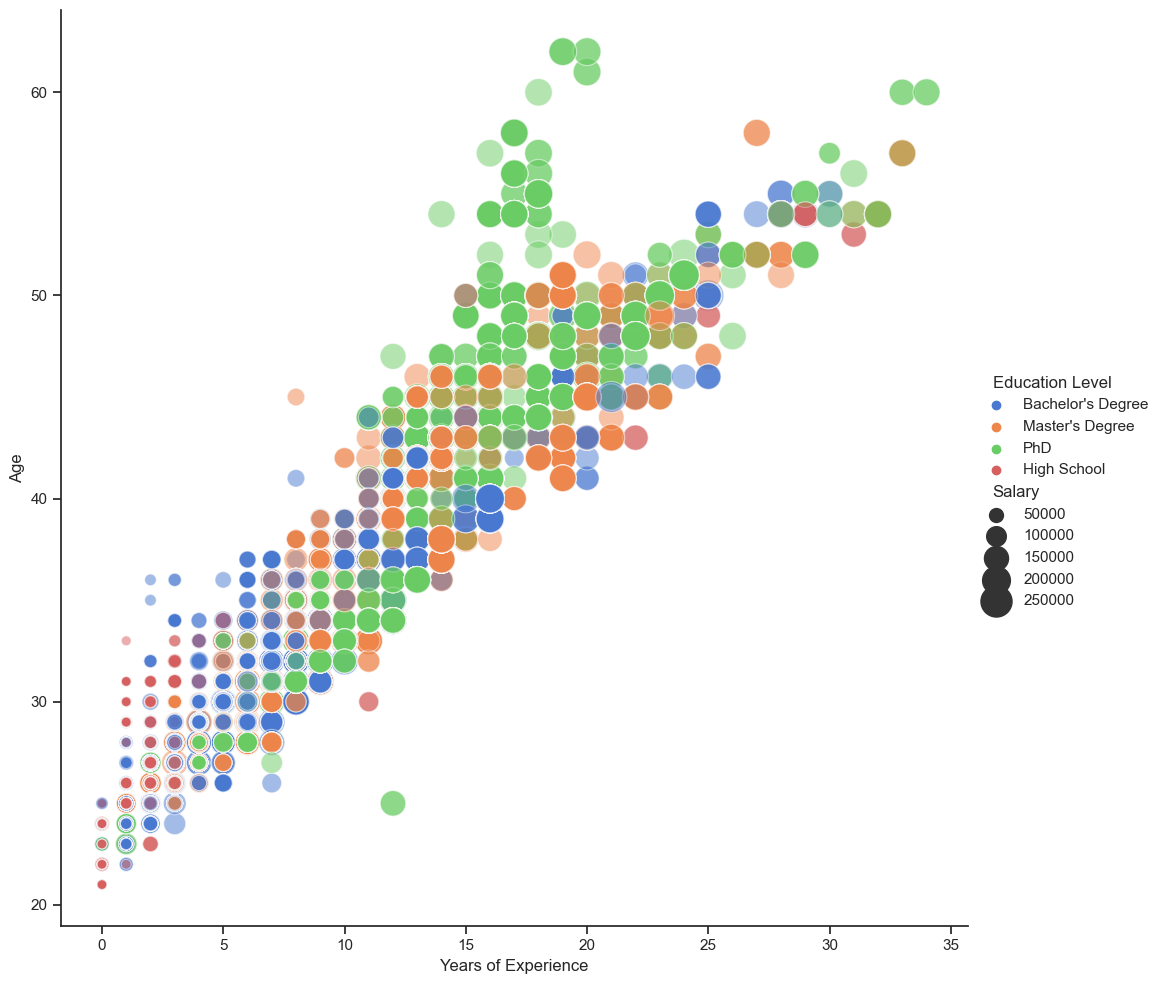 60
50
40
30
20
Age
0 5 10 15 20 25 30 35
Years of Experience
Education Level
Bachelor's Degree
Master's Degree
PhD
High School
Salary
50000
100000
150000
200000
250000